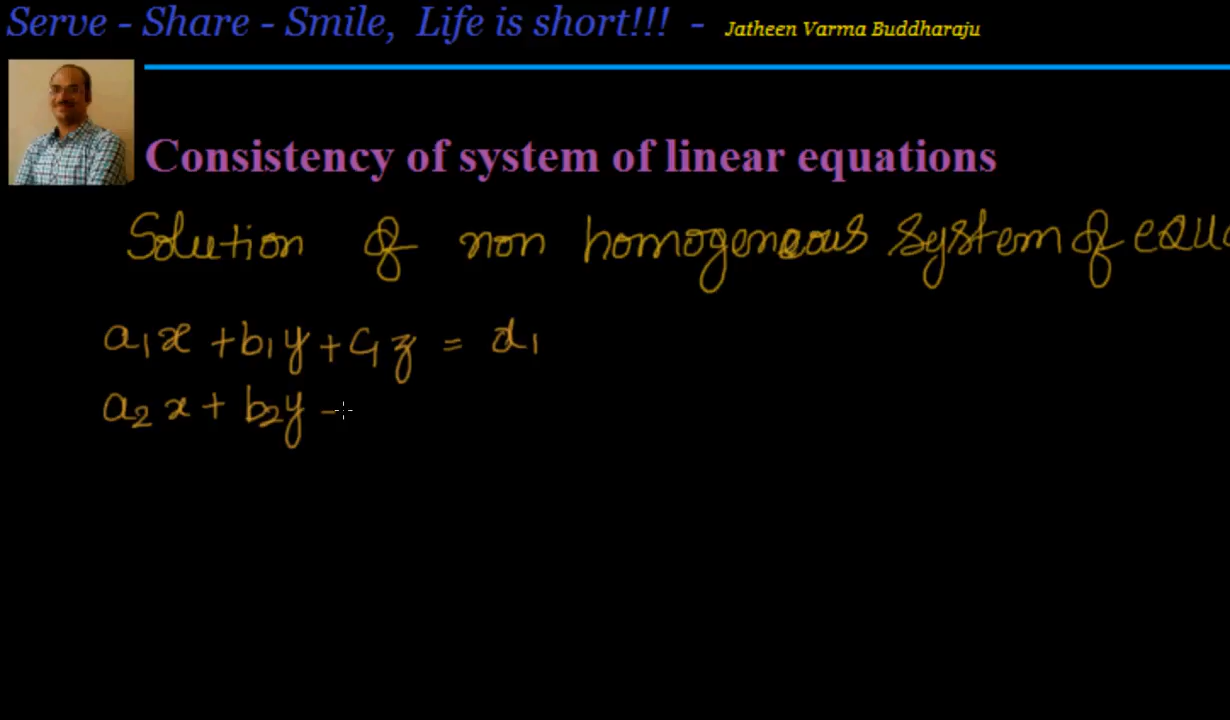 Serve - Share - Smile, Life is short!!! - Jatheen Varma Buddharaju
Consistency of system of linear equations
Solution of non homogeneous system of equa
a₁x + b₁y + c₁z = d₁
a₂x + b₂y -